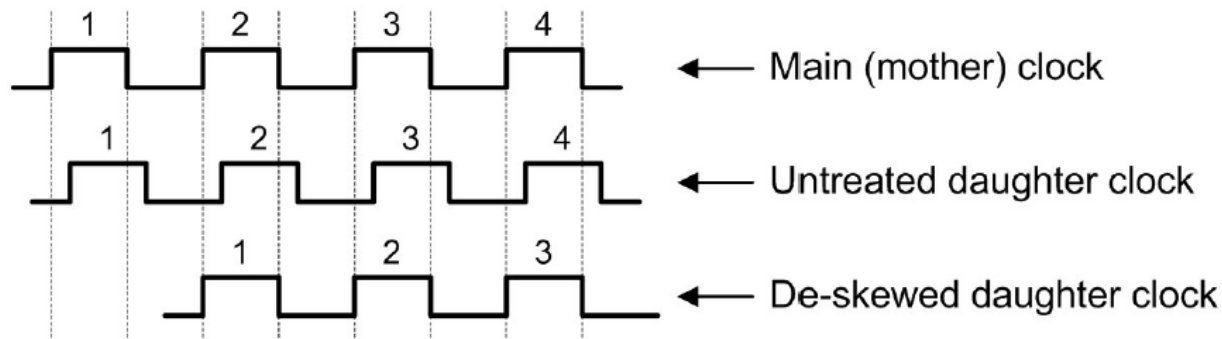 1 2 3 4 Main (mother) clock
1 2 3 4 Untreated daughter clock
1 2 3 De-skewed daughter clock